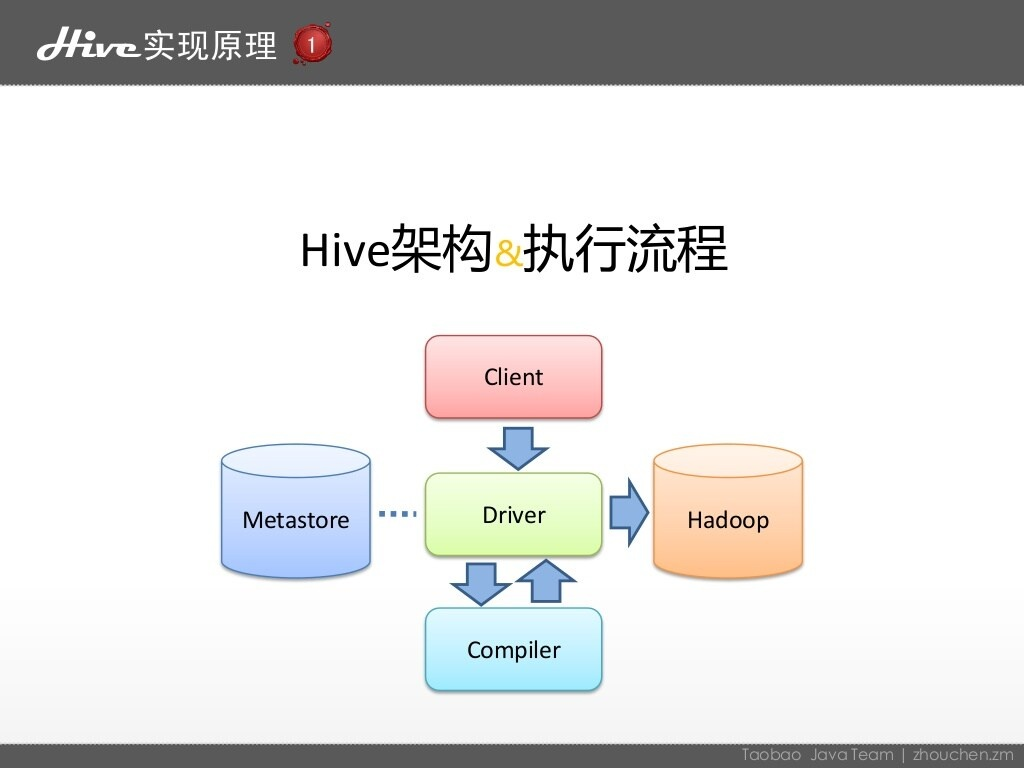 Hive实现原理 1
Hive架构&执行流程
Client
Metastore
Driver
Hadoop
Compiler
Taobao Java Team | zhouchen.zm